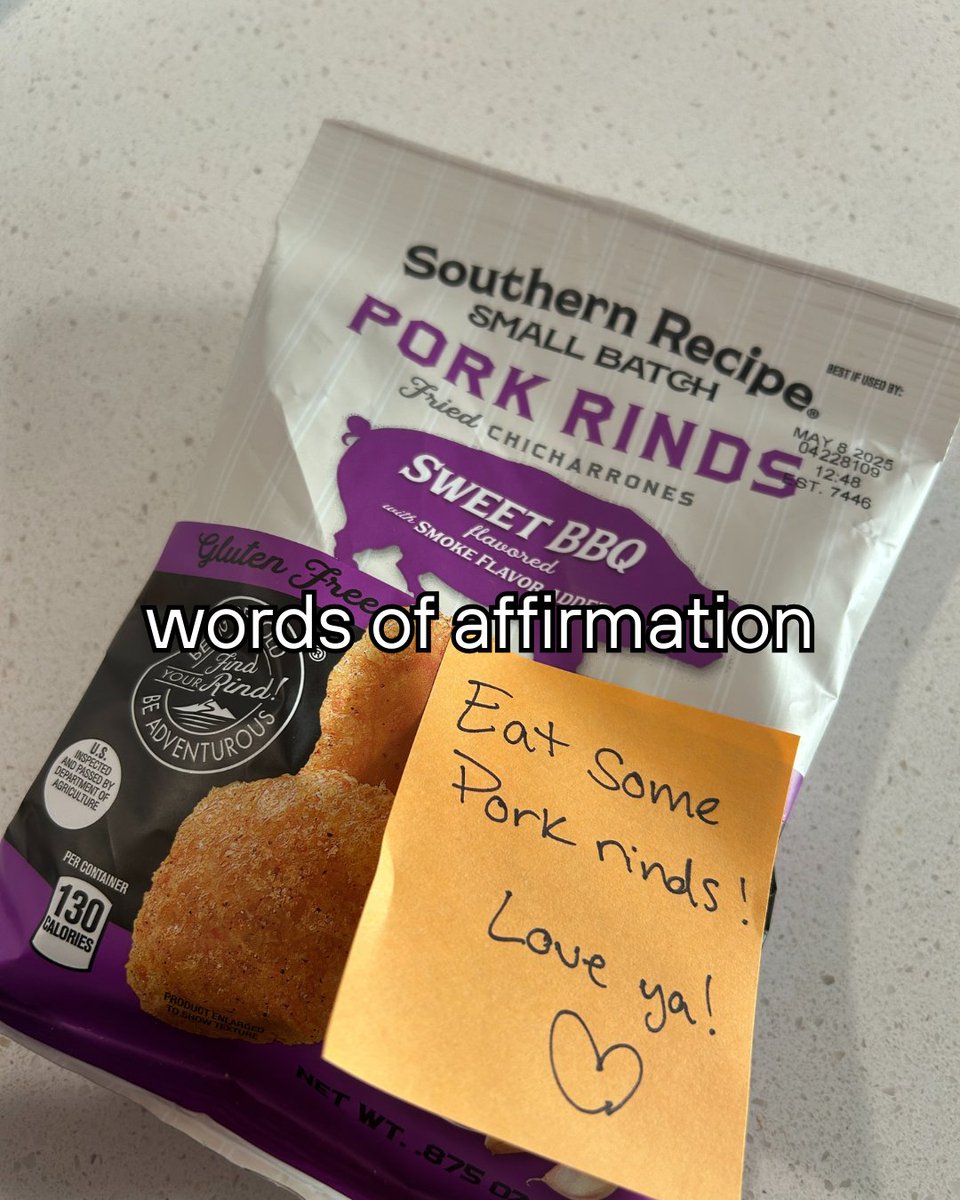 Southern Recipe®
SMALL BATCH
PORK RINDS
Fried CHICHARRONES
BEST IF USED BY:
MAY 8 2025
04228109
12:48
EST. 7446
SWEET BBQ
flavored
with SMOKE FLAVOR ADDED
Gluten Free
words of affirmation
Find
YOUR Rind!
BE ADVENTUROUS
®
U.S.
INSPECTED
AND PASSED BY
DEPARTMENT OF
AGRICULTURE
PER CONTAINER
130
CALORIES
PRODUCT ENLARGED
TO SHOW TEXTURE
NET WT. .875 OZ
Eat Some
Pork rinds!
Love ya!